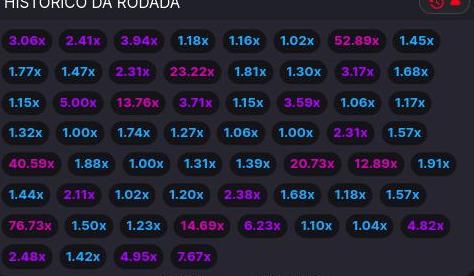 HISTÓRICO DA RODADA
3.06x 2.41x 3.94x 1.18x 1.16x 1.02x 52.89x 1.45x
1.77x 1.47x 2.31x 23.22x 1.81x 1.30x 3.17x 1.68x
1.15x 5.00x 13.76x 3.71x 1.15x 3.59x 1.06x 1.17x
1.32x 1.00x 1.74x 1.27x 1.06x 1.00x 2.31x 1.57x
40.59x 1.88x 1.00x 1.31x 1.39x 20.73x 12.89x 1.91x
1.44x 2.11x 1.02x 1.20x 2.38x 1.68x 1.18x 1.57x
76.73x 1.50x 1.23x 14.69x 6.23x 1.10x 1.04x 4.82x
2.48x 1.42x 4.95x 7.67x